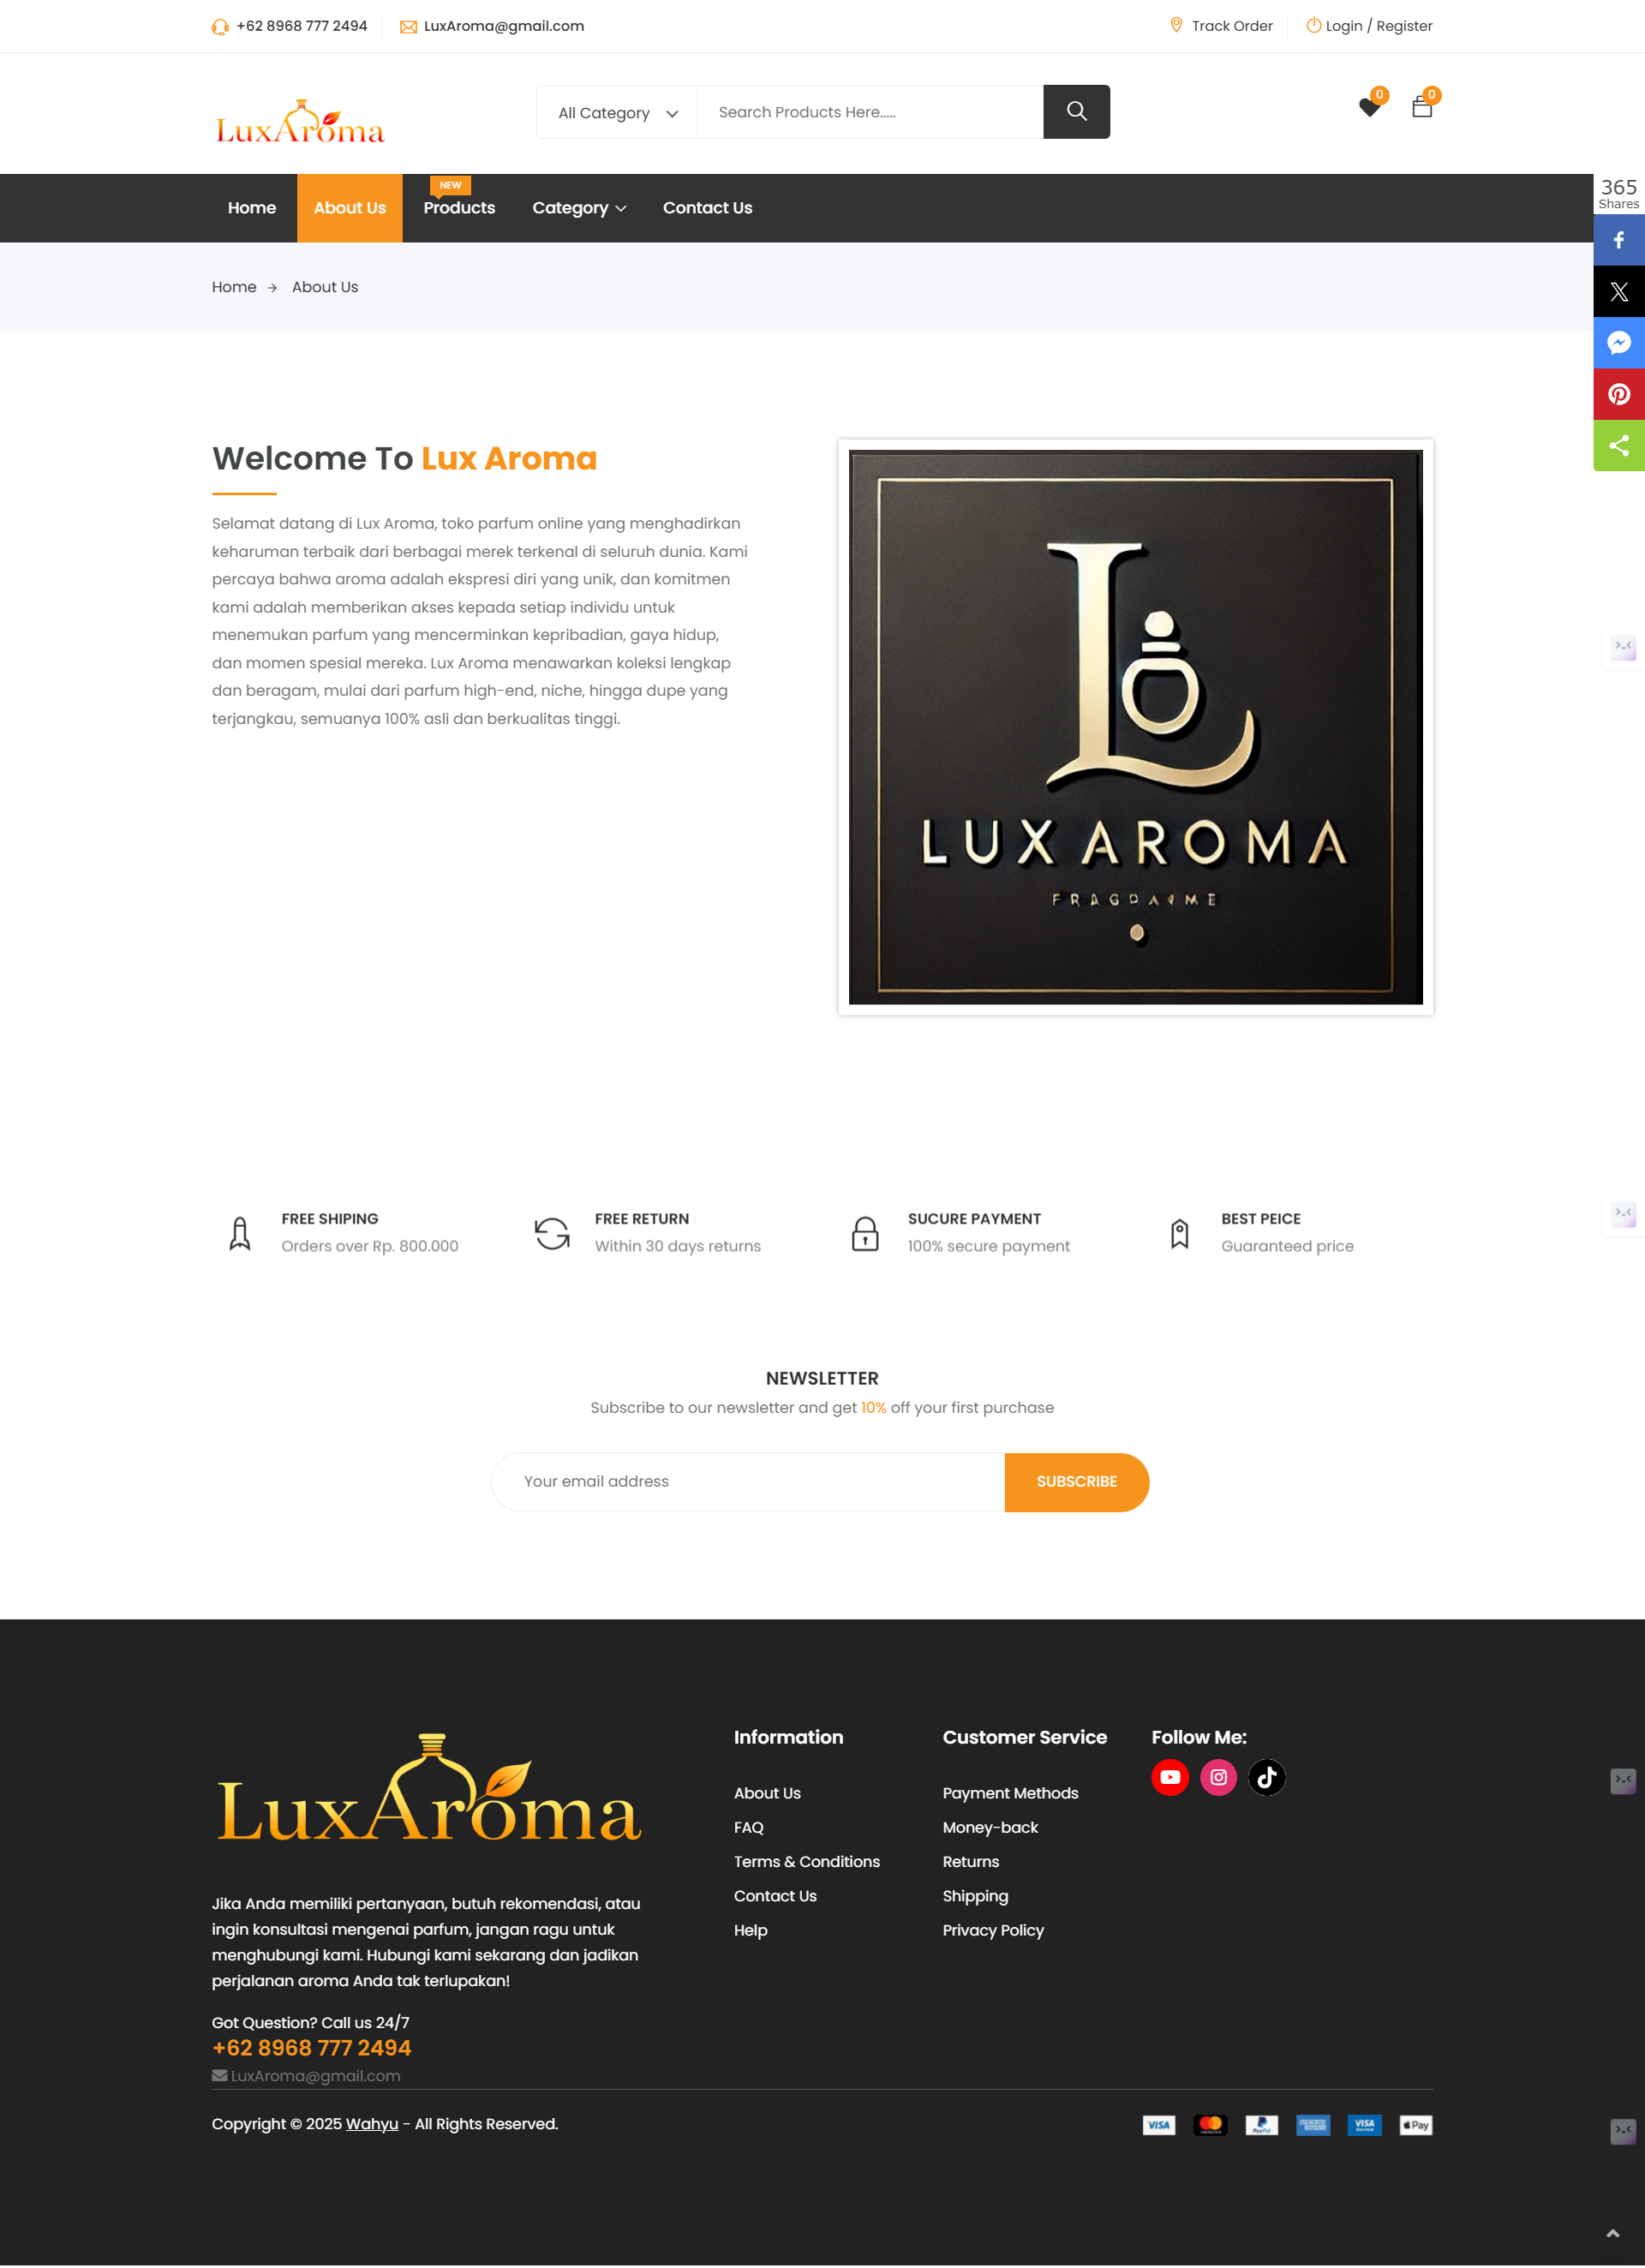 +62 8968 777 2494
LuxAroma@gmail.com
Track Order
Login / Register
LuxAroma
All Category
Search Products Here.....
0
0
NEW
Home
About Us
Products
Category
Contact Us
365
Shares
Home
About Us
Welcome To Lux Aroma
Selamat datang di Lux Aroma, toko parfum online yang menghadirkan
keharuman terbaik dari berbagai merek terkenal di seluruh dunia. Kami
percaya bahwa aroma adalah ekspresi diri yang unik, dan komitmen
kami adalah memberikan akses kepada setiap individu untuk
menemukan parfum yang mencerminkan kepribadian, gaya hidup,
dan momen spesial mereka. Lux Aroma menawarkan koleksi lengkap
dan beragam, mulai dari parfum high-end, niche, hingga dupe yang
terjangkau, semuanya 100% asli dan berkualitas tinggi.
LUX AROMA
FREE SHIPING
Orders over Rp. 800.000
FREE RETURN
Within 30 days returns
SUCURE PAYMENT
100% secure payment
BEST PEICE
Guaranteed price
NEWSLETTER
Subscribe to our newsletter and get 10% off your first purchase
Your email address
SUBSCRIBE
LuxAroma
Jika Anda memiliki pertanyaan, butuh rekomendasi, atau
ingin konsultasi mengenai parfum, jangan ragu untuk
menghubungi kami. Hubungi kami sekarang dan jadikan
perjalanan aroma Anda tak terlupakan!
Got Question? Call us 24/7
+62 8968 777 2494
LuxAroma@gmail.com
Information
About Us
FAQ
Terms & Conditions
Contact Us
Help
Customer Service
Payment Methods
Money-back
Returns
Shipping
Privacy Policy
Follow Me:
Copyright © 2025 Wahyu - All Rights Reserved.
VISA
PayPal
VISA
Pay